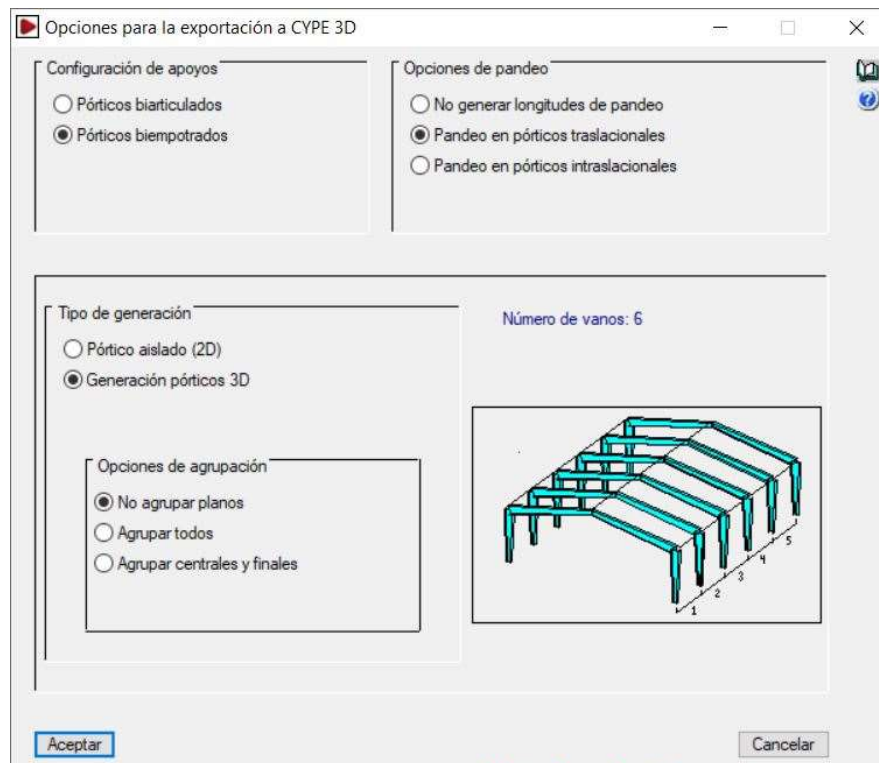 Opciones para la exportación a CYPE 3D
Configuración de apoyos
Pórticos biarticulados
Pórticos biempotrados
Opciones de pandeo
No generar longitudes de pandeo
Pandeo en pórticos traslacionales
Pandeo en pórticos intraslacionales
Tipo de generación
Pórtico aislado (2D)
Generación pórticos 3D
Opciones de agrupación
No agrupar planos
Agrupar todos
Agrupar centrales y finales
Número de vanos: 6
1
2
3
4
5
Aceptar
Cancelar